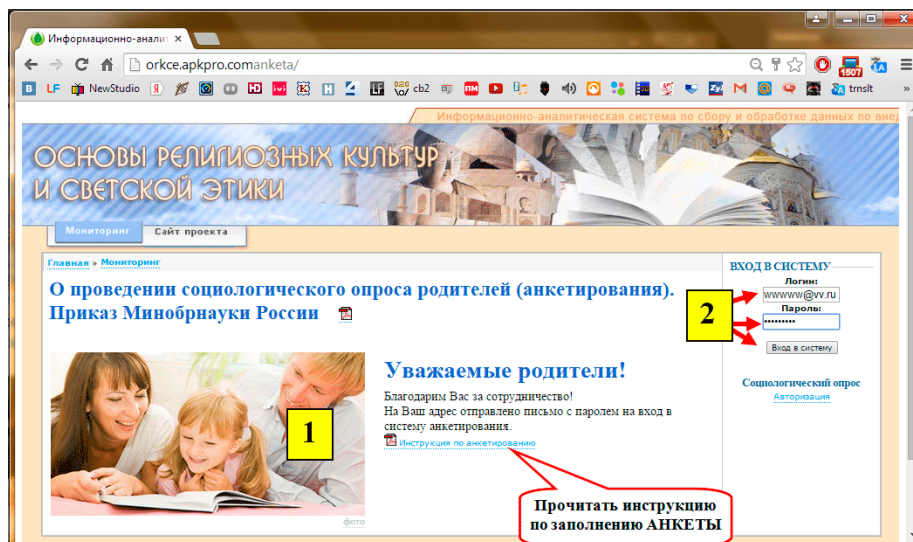 Информационно-аналит
orkce.apkpro.comanketa/
1507
LF NewStudio cb2 trnslt
Информационно-аналитическая система по сбору и обработке данных по внед
ОСНОВЫ РЕЛИГИОЗНЫХ КУЛЬТУР
И СВЕТСКОЙ ЭТИКИ
Мониторинг Сайт проекта
Главная » Мониторинг
О проведении социологического опроса родителей (анкетирования).
Приказ Минобрнауки России
ВХОД В СИСТЕМУ
Логин:
wwwww@vv.ru
Пароль:
2
Вход в систему
Социологический опрос
Авторизация
1
Уважаемые родители!
Благодарим Вас за сотрудничество!
На Ваш адрес отправлено письмо с паролем на вход в
систему анкетирования.
Инструкция по анкетированию
Прочитать инструкцию
по заполнению АНКЕТЫ
фото